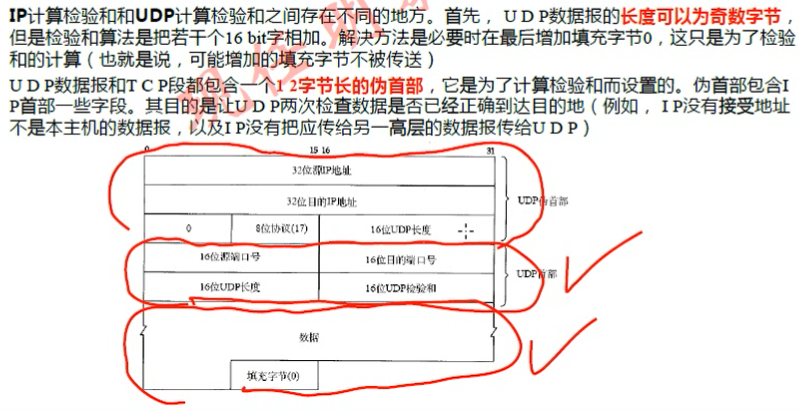 IP计算检验和和UDP计算检验和之间存在不同的地方。首先， U D P数据报的长度可以为奇数字节，
但是检验和算法是把若干个16 bit字相加。解决方法是必要时在最后增加填充字节0，这只是为了检验
和的计算（也就是说，可能增加的填充字节不被传送）
U D P数据报和T C P段都包含一个1 2字节长的伪首部，它是为了计算检验和而设置的。伪首部包含I
P首部一些字段。其目的是让U D P两次检查数据是否已经正确到达目的地（例如， I P没有接受地址
不是本主机的数据报，以及I P没有把应传给另一高层的数据报传给U D P）
0 15 16 31
32位源IP地址
32位目的IP地址
UDP伪首部
0 8位协议(17) 16位UDP长度
16位源端口号 16位目的端口号
UDP首部
16位UDP长度 16位UDP检验和
数据
填充字节(0)